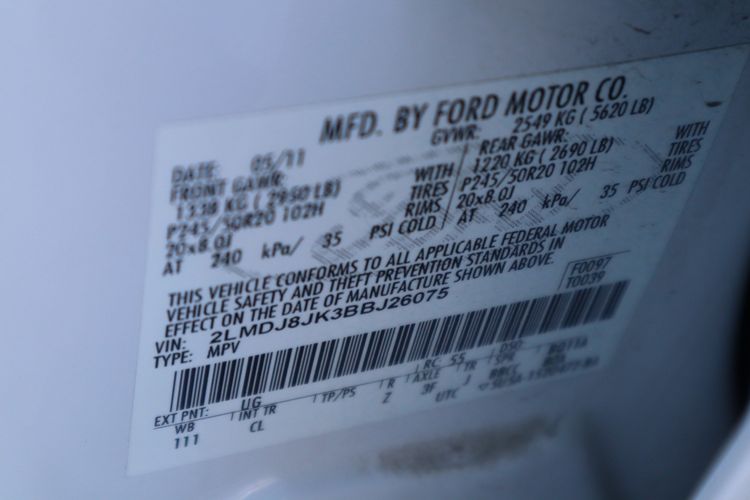 MFD. BY FORD MOTOR CO.
DATE: 05/11
GVWR: 2549 KG ( 5620 LB)
FRONT GAWR:
REAR GAWR:
1338 KG ( 2950 LB)
WITH
1220 KG ( 2690 LB)
WITH
P245/50R20 102H
TIRES
P245/50R20 102H
TIRES
20x8.0J
RIMS
20x8.0J
RIMS
AT 240 kPa/ 35 PSI COLD
AT 240 kPa/ 35 PSI COLD
THIS VEHICLE CONFORMS TO ALL APPLICABLE FEDERAL MOTOR
VEHICLE SAFETY AND THEFT PREVENTION STANDARDS IN
EFFECT ON THE DATE OF MANUFACTURE SHOWN ABOVE.
F0097
T0039
VIN: 2LMDJ8JK3BBJ26075
TYPE: MPV
EXT PNT: UG
RC: 55
DSO:
WB
INT TR
TP/PS
R
AXLE
TR
SPR
111
CL
Z
3F
J
UTC